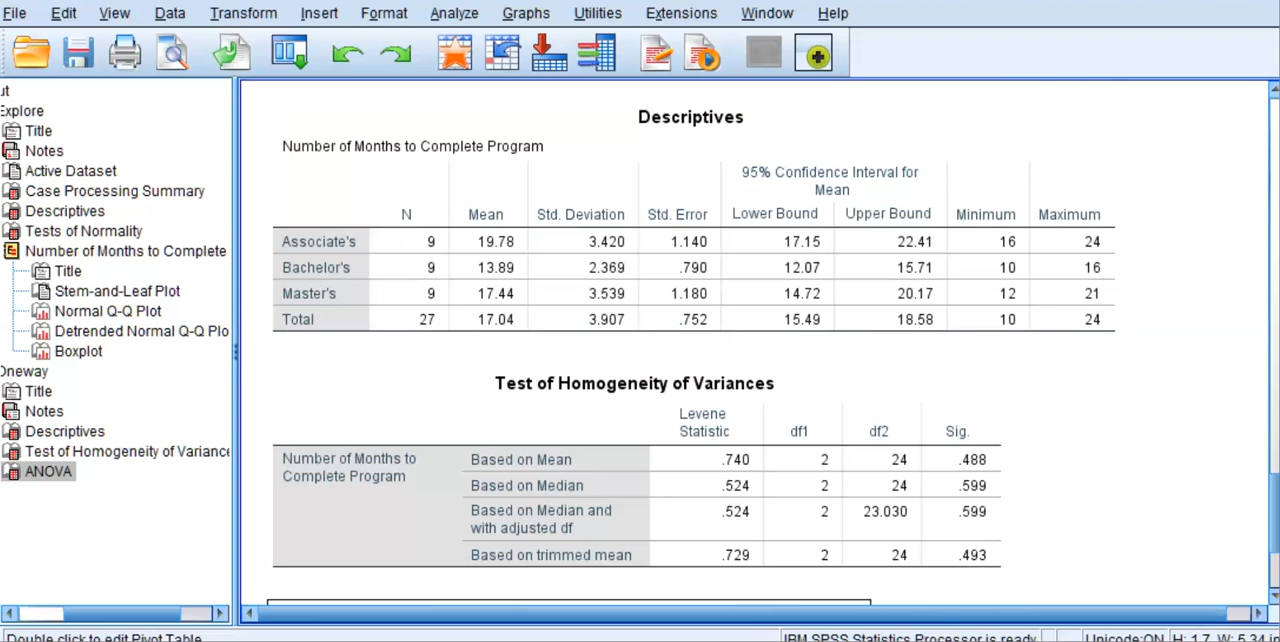 File Edit View Data Transform Insert Format Analyze Graphs Utilities Extensions Window Help
ut
Explore
Title
Notes
Active Dataset
Case Processing Summary
Descriptives
Tests of Normality
Number of Months to Complete
Title
Stem-and-Leaf Plot
Normal Q-Q Plot
Detrended Normal Q-Q Plo
Boxplot
Oneway
Title
Notes
Descriptives
Test of Homogeneity of Variance
ANOVA
Descriptives
Number of Months to Complete Program
95% Confidence Interval for
Mean
N Mean Std. Deviation Std. Error Lower Bound Upper Bound Minimum Maximum
Associate's 9 19.78 3.420 1.140 17.15 22.41 16 24
Bachelor's 9 13.89 2.369 .790 12.07 15.71 10 16
Master's 9 17.44 3.539 1.180 14.72 20.17 12 21
Total 27 17.04 3.907 .752 15.49 18.58 10 24
Test of Homogeneity of Variances
Levene
Statistic df1 df2 Sig.
Number of Months to
Complete Program
Based on Mean .740 2 24 .488
Based on Median .524 2 24 .599
Based on Median and
with adjusted df
.524 2 23.030 .599
Based on trimmed mean .729 2 24 .493
Double click to edit Pivot Table IBM SPSS Statistics Processor is ready Unicode:ON H: 1.7, W: 5.34 in